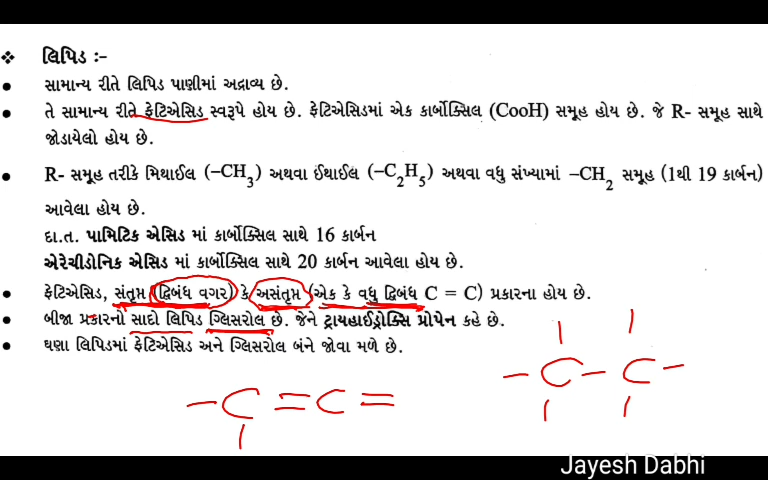 ❖ લિપિડ :-
• સામાન્ય રીતે લિપિડ પાણીમાં અદ્રાવ્ય છે.
• તે સામાન્ય રીતે ફેટિએસિડ સ્વરૂપે હોય છે. ફેટિએસિડમાં એક કાર્બોક્સિલ (CooH) સમૂહ હોય છે. જે R- સમૂહ સાથે
જોડાયેલો હોય છે.
• R- સમૂહ તરીકે મિથાઈલ (–CH₃) અથવા ઈથાઈલ (–C₂H₅) અથવા વધુ સંખ્યામાં –CH₂ સમૂહ (1થી 19 કાર્બન)
આવેલા હોય છે.
દા.ત. પામિટિક એસિડ માં કાર્બોક્સિલ સાથે 16 કાર્બન
એરેચીડોનિક એસિડ માં કાર્બોક્સિલ સાથે 20 કાર્બન આવેલા હોય છે.
• ફેટિએસિડ, સંતૃપ્ત (દ્વિબંધ વગર) કે અસંતૃપ્ત (એક કે વધુ દ્વિબંધ C = C) પ્રકારના હોય છે.
• બીજા પ્રકારનો સાદો લિપિડ ગ્લિસરોલ છે. જેને ટ્રાયહાઈડ્રોક્સિ પ્રોપેન કહે છે.
• ઘણા લિપિડમાં ફેટિએસિડ અને ગ્લિસરોલ બંને જોવા મળે છે.
– C – C –
– C = C =
Jayesh Dabhi